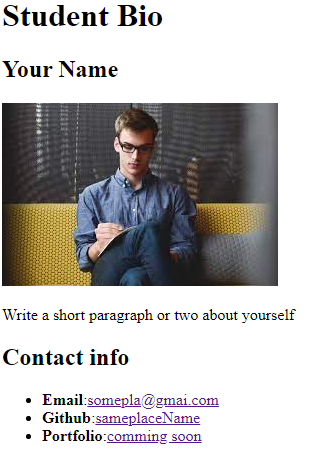 Student Bio
Your Name
Write a short paragraph or two about yourself
Contact info
Email:somepla@gmai.com
Github:sameplaceName
Portfolio:comming soon